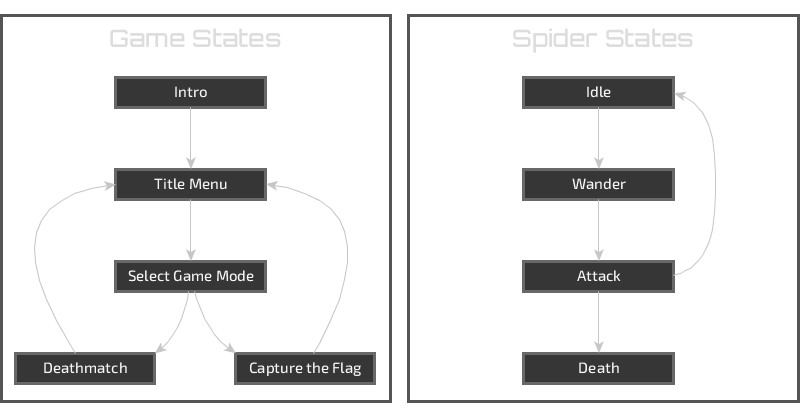 Game States
Intro
Title Menu
Select Game Mode
Deathmatch
Capture the Flag
Spider States
Idle
Wander
Attack
Death